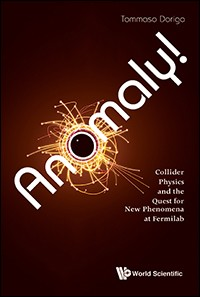 Tommaso Dorigo
Anomaly!
Collider
Physics
and the
Quest for
New Phenomena
at Fermilab
World Scientific